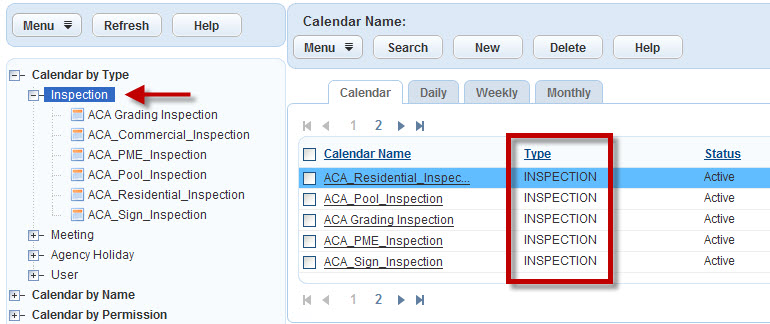 Menu Refresh Help
Calendar by Type
Inspection
ACA Grading Inspection
ACA_Commercial_Inspection
ACA_PME_Inspection
ACA_Pool_Inspection
ACA_Residential_Inspection
ACA_Sign_Inspection
Meeting
Agency Holiday
User
Calendar by Name
Calendar by Permission
Calendar Name:
Menu Search New Delete Help
Calendar Daily Weekly Monthly
1 2
Calendar Name Type Status
ACA_Residential_Inspec... INSPECTION Active
ACA_Pool_Inspection INSPECTION Active
ACA Grading Inspection INSPECTION Active
ACA_PME_Inspection INSPECTION Active
ACA_Sign_Inspection INSPECTION Active
1 2